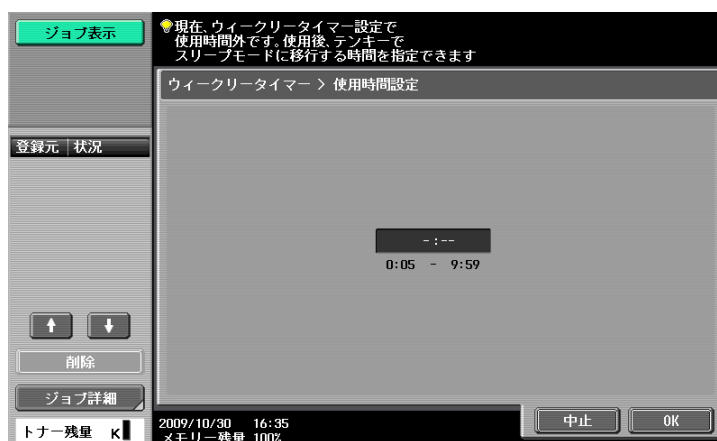 ジョブ表示
現在、ウィークリータイマー設定で
使用時間外です。使用後、テンキーで
スリープモードに移行する時間を指定できます
ウィークリータイマー > 使用時間設定
登録元 状況
-:--
0:05 - 9:59
削除
ジョブ詳細
トナー残量 K
2009/10/30 16:35
メモリー残量 100%
中止
OK